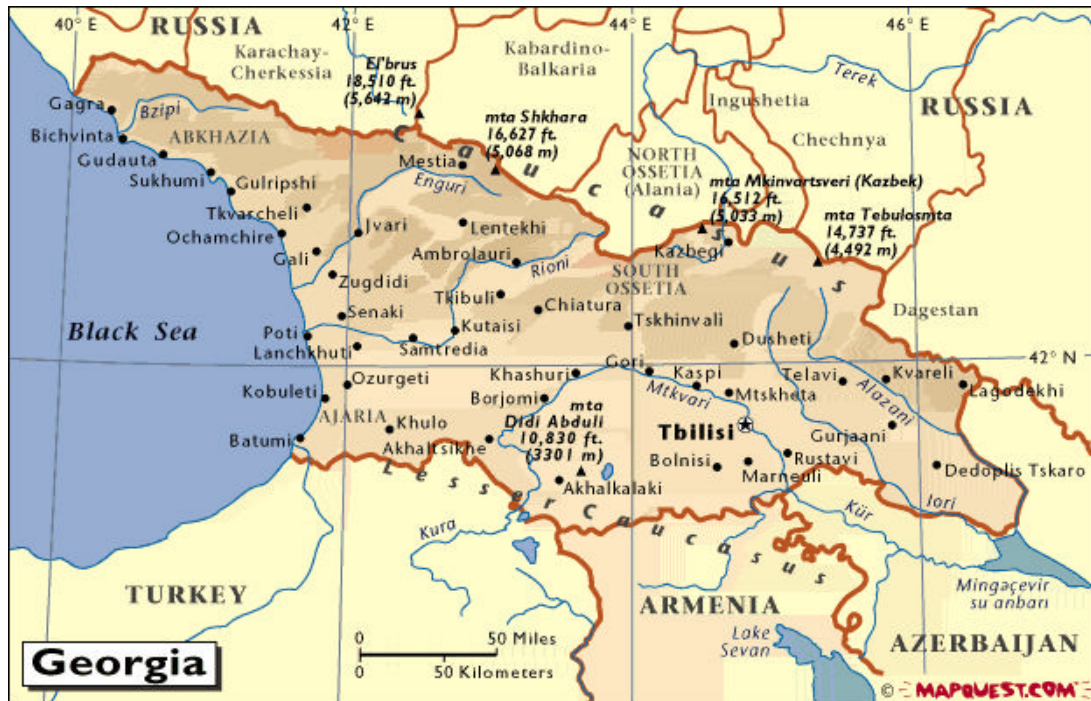 40 E
42
44
46
RUSSIA
Karachay-
Cherkessia
El'brus
18,510 ft.
(5,642 m)
Kabardino-
Balkaria
Terek
RUSSIA
Ingushetia
Chechnya
Gagra
Bzipi
Bichvinta
ABKHAZIA
Gudauta
Sukhumi
Gulripshi
mta Shkhara
16,627 ft.
(5,068 m)
Mestia
Enguri
NORTH
OSSETIA
(Alania)
mta Mkinvartsveri (Kazbek)
16,512 ft.
(5,033 m)
Kazbegi
mta Tebulosmta
14,737 ft.
(4,492 m)
Caucasus
Tkvarcheli
Ochamchire
Jvari
Lentekhi
Gali
Ambrolauri
Rioni
SOUTH
OSSETIA
Zugdidi
Tkibuli
Chiatura
Dagestan
Senaki
Tskhinvali
Black Sea
Poti
Kutaisi
Lanchkhuti
Samtredia
Dusheti
42 N
Gori
Khashuri
Kaspi
Telavi
Kvareli
Lagodekhi
Ozurgeti
Mtkvari
Mtskheta
Alazani
Kobuleti
Borjomi
AJARIA
Khulo
mta
Didi Abduli
10,830 ft.
(3301 m)
Tbilisi
Gurjaani
Batumi
Akhaltsikhe
Bolnisi
Rustavi
Marneuli
Dedoplis Tskaro
Akhalkalaki
Iori
Lesser Caucasus
Kura
Kür
Mingaçevir
su anbarı
TURKEY
ARMENIA
AZERBAIJAN
Lake
Sevan
0 50 Miles
0 50 Kilometers
Georgia
© MAPQUEST.COM